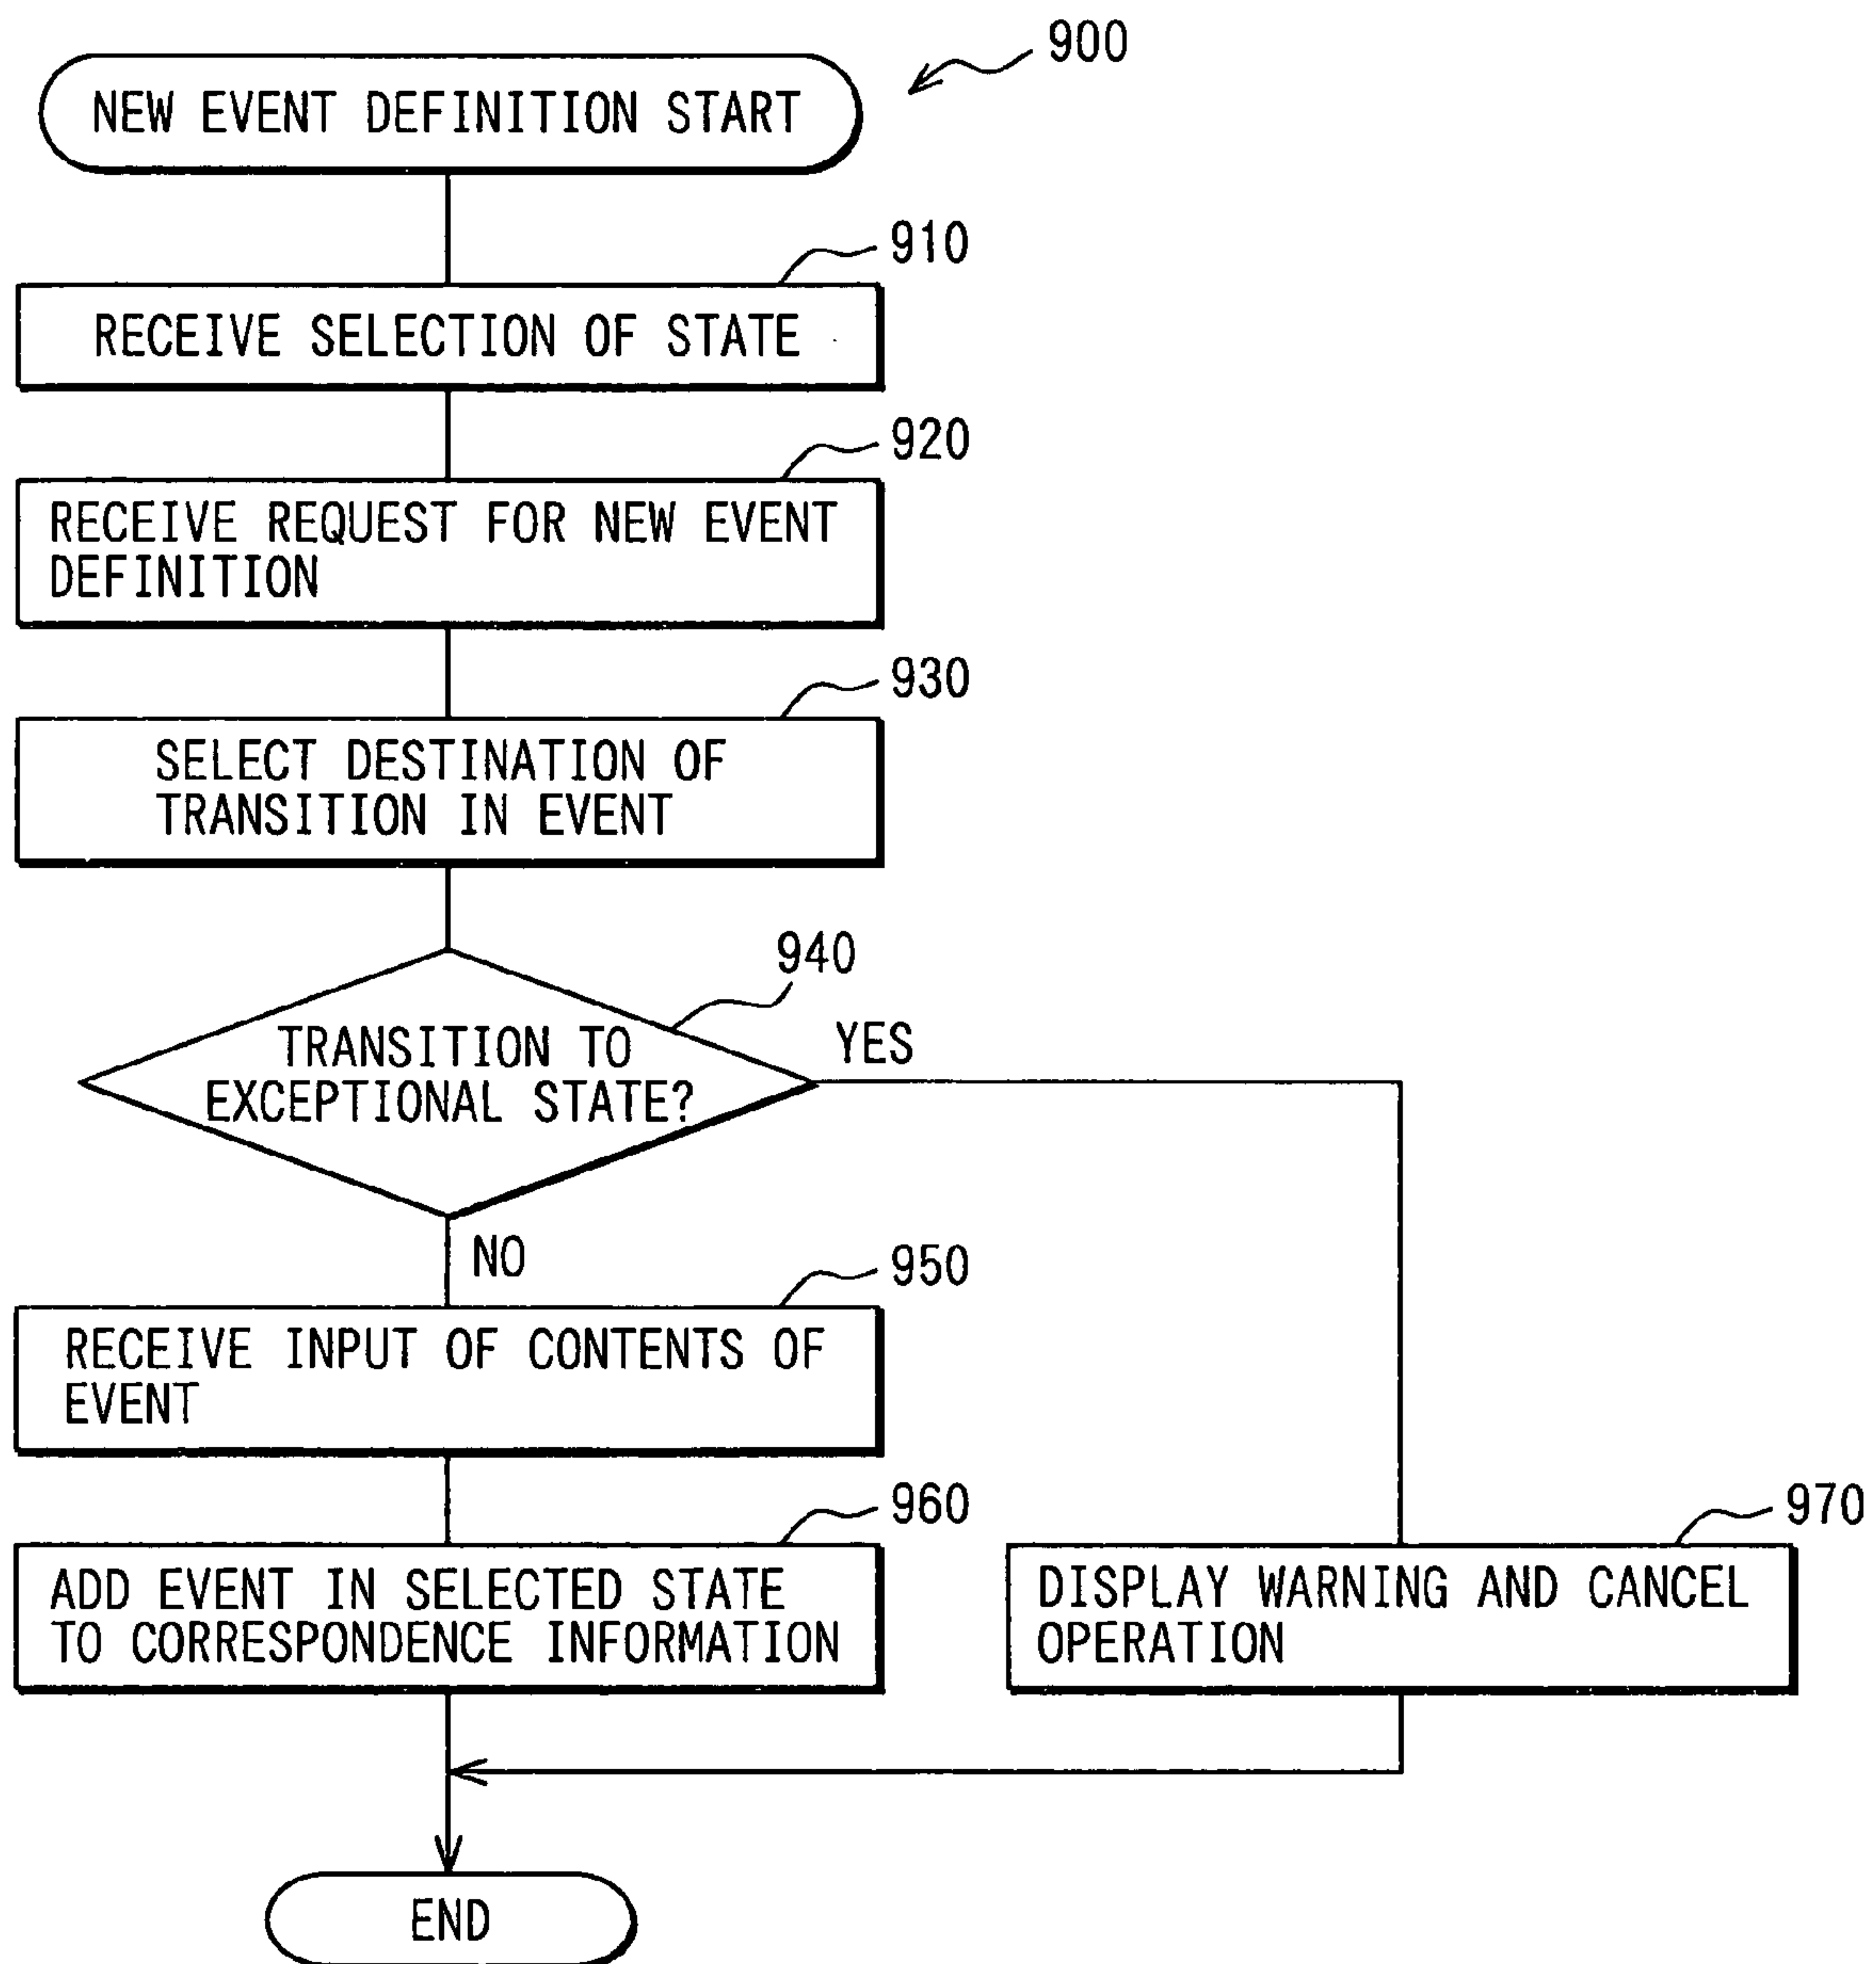 900
NEW EVENT DEFINITION START
910
RECEIVE SELECTION OF STATE
920
RECEIVE REQUEST FOR NEW EVENT
DEFINITION
930
SELECT DESTINATION OF
TRANSITION IN EVENT
940
TRANSITION TO
EXCEPTIONAL STATE?
YES
NO
950
RECEIVE INPUT OF CONTENTS OF
EVENT
960
ADD EVENT IN SELECTED STATE
TO CORRESPONDENCE INFORMATION
970
DISPLAY WARNING AND CANCEL
OPERATION
END